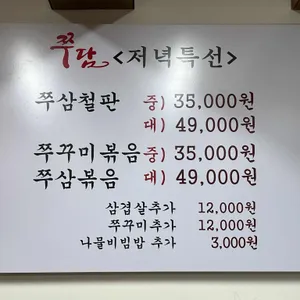 쭈담 <저녁특선>
쭈삼철판 중) 35,000원
대) 49,000원
쭈꾸미볶음 중) 35,000원
쭈삼볶음 대) 49,000원
삼겹살추가 12,000원
쭈꾸미추가 12,000원
나물비빔밥 추가 3,000원